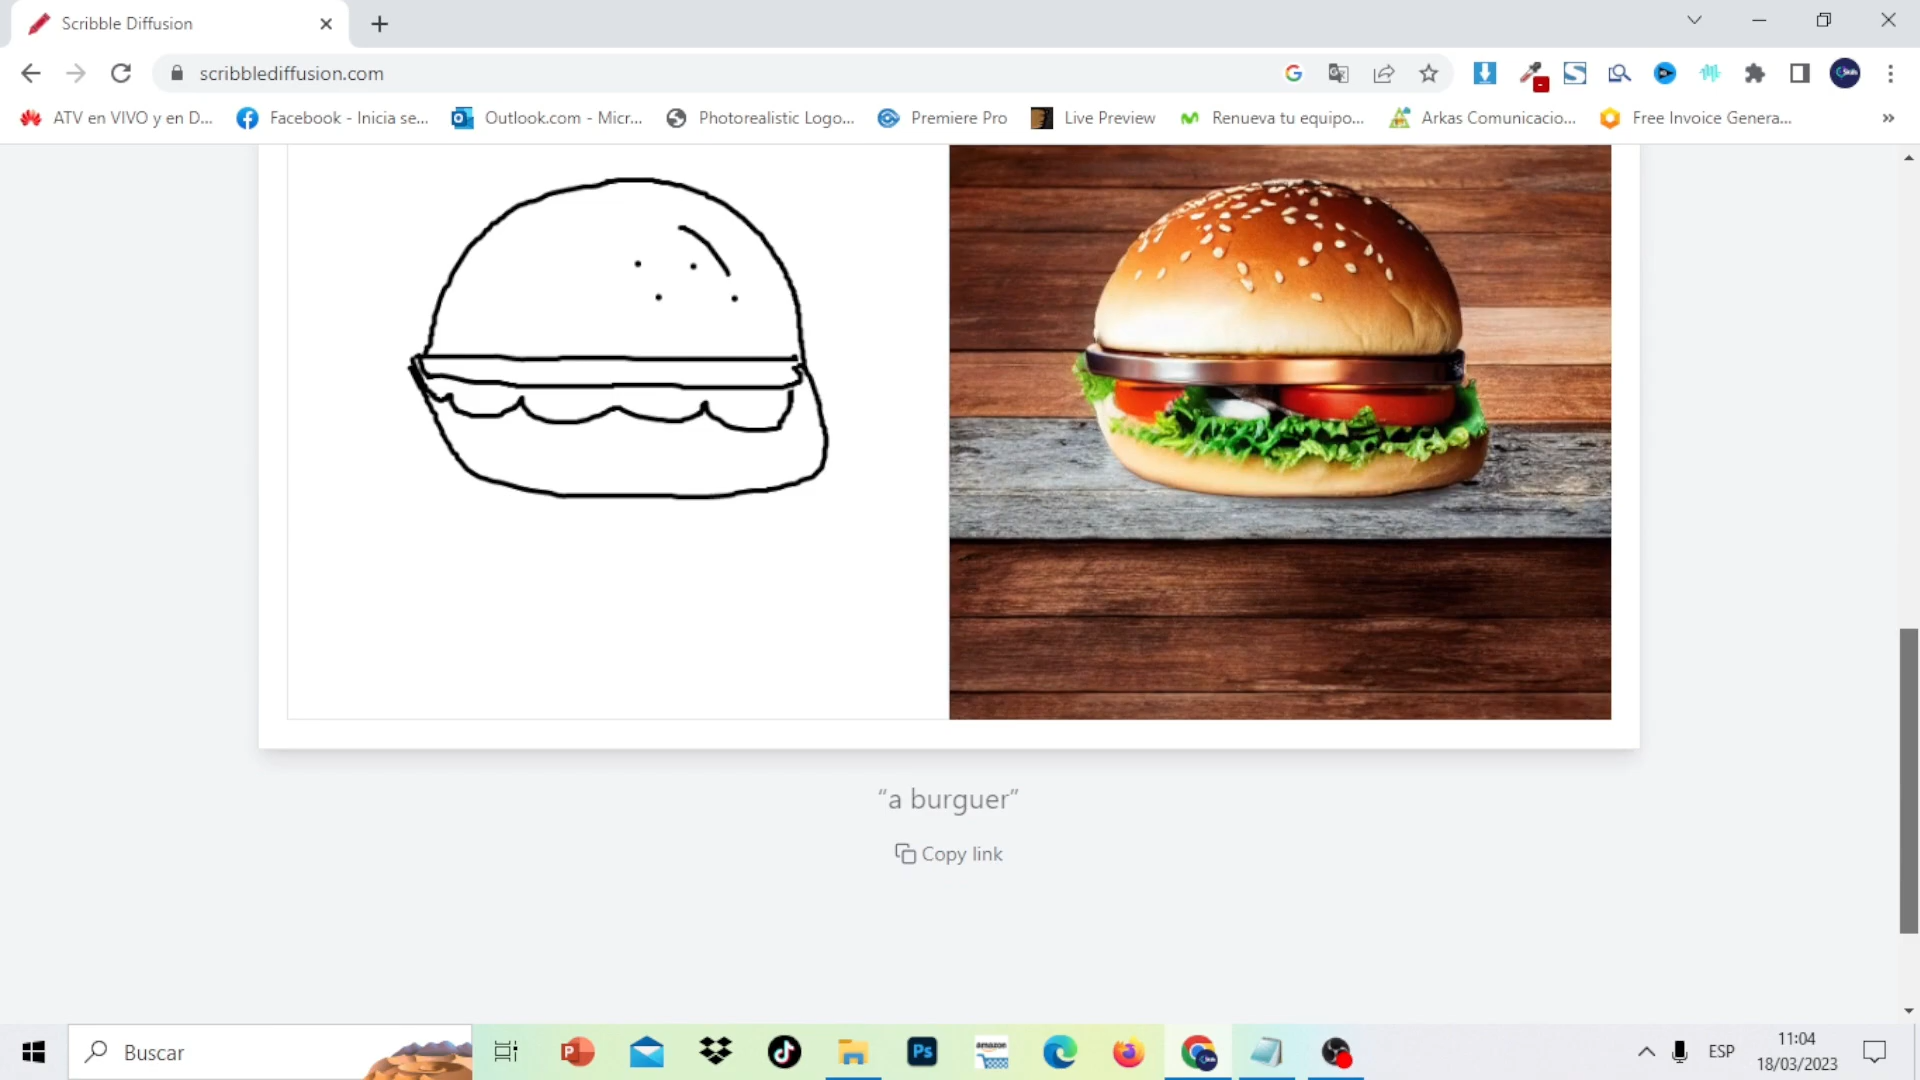 Scribble Diffusion
scribblediffusion.com
ATV en VIVO y en D...
Facebook - Inicia se...
Outlook.com - Micr...
Photorealistic Logo...
Premiere Pro
Live Preview
Renueva tu equipo...
Arkas Comunicacio...
Free Invoice Genera...
»
“a burguer”
Copy link
Buscar
Ps
amazon
ESP
11:04
18/03/2023